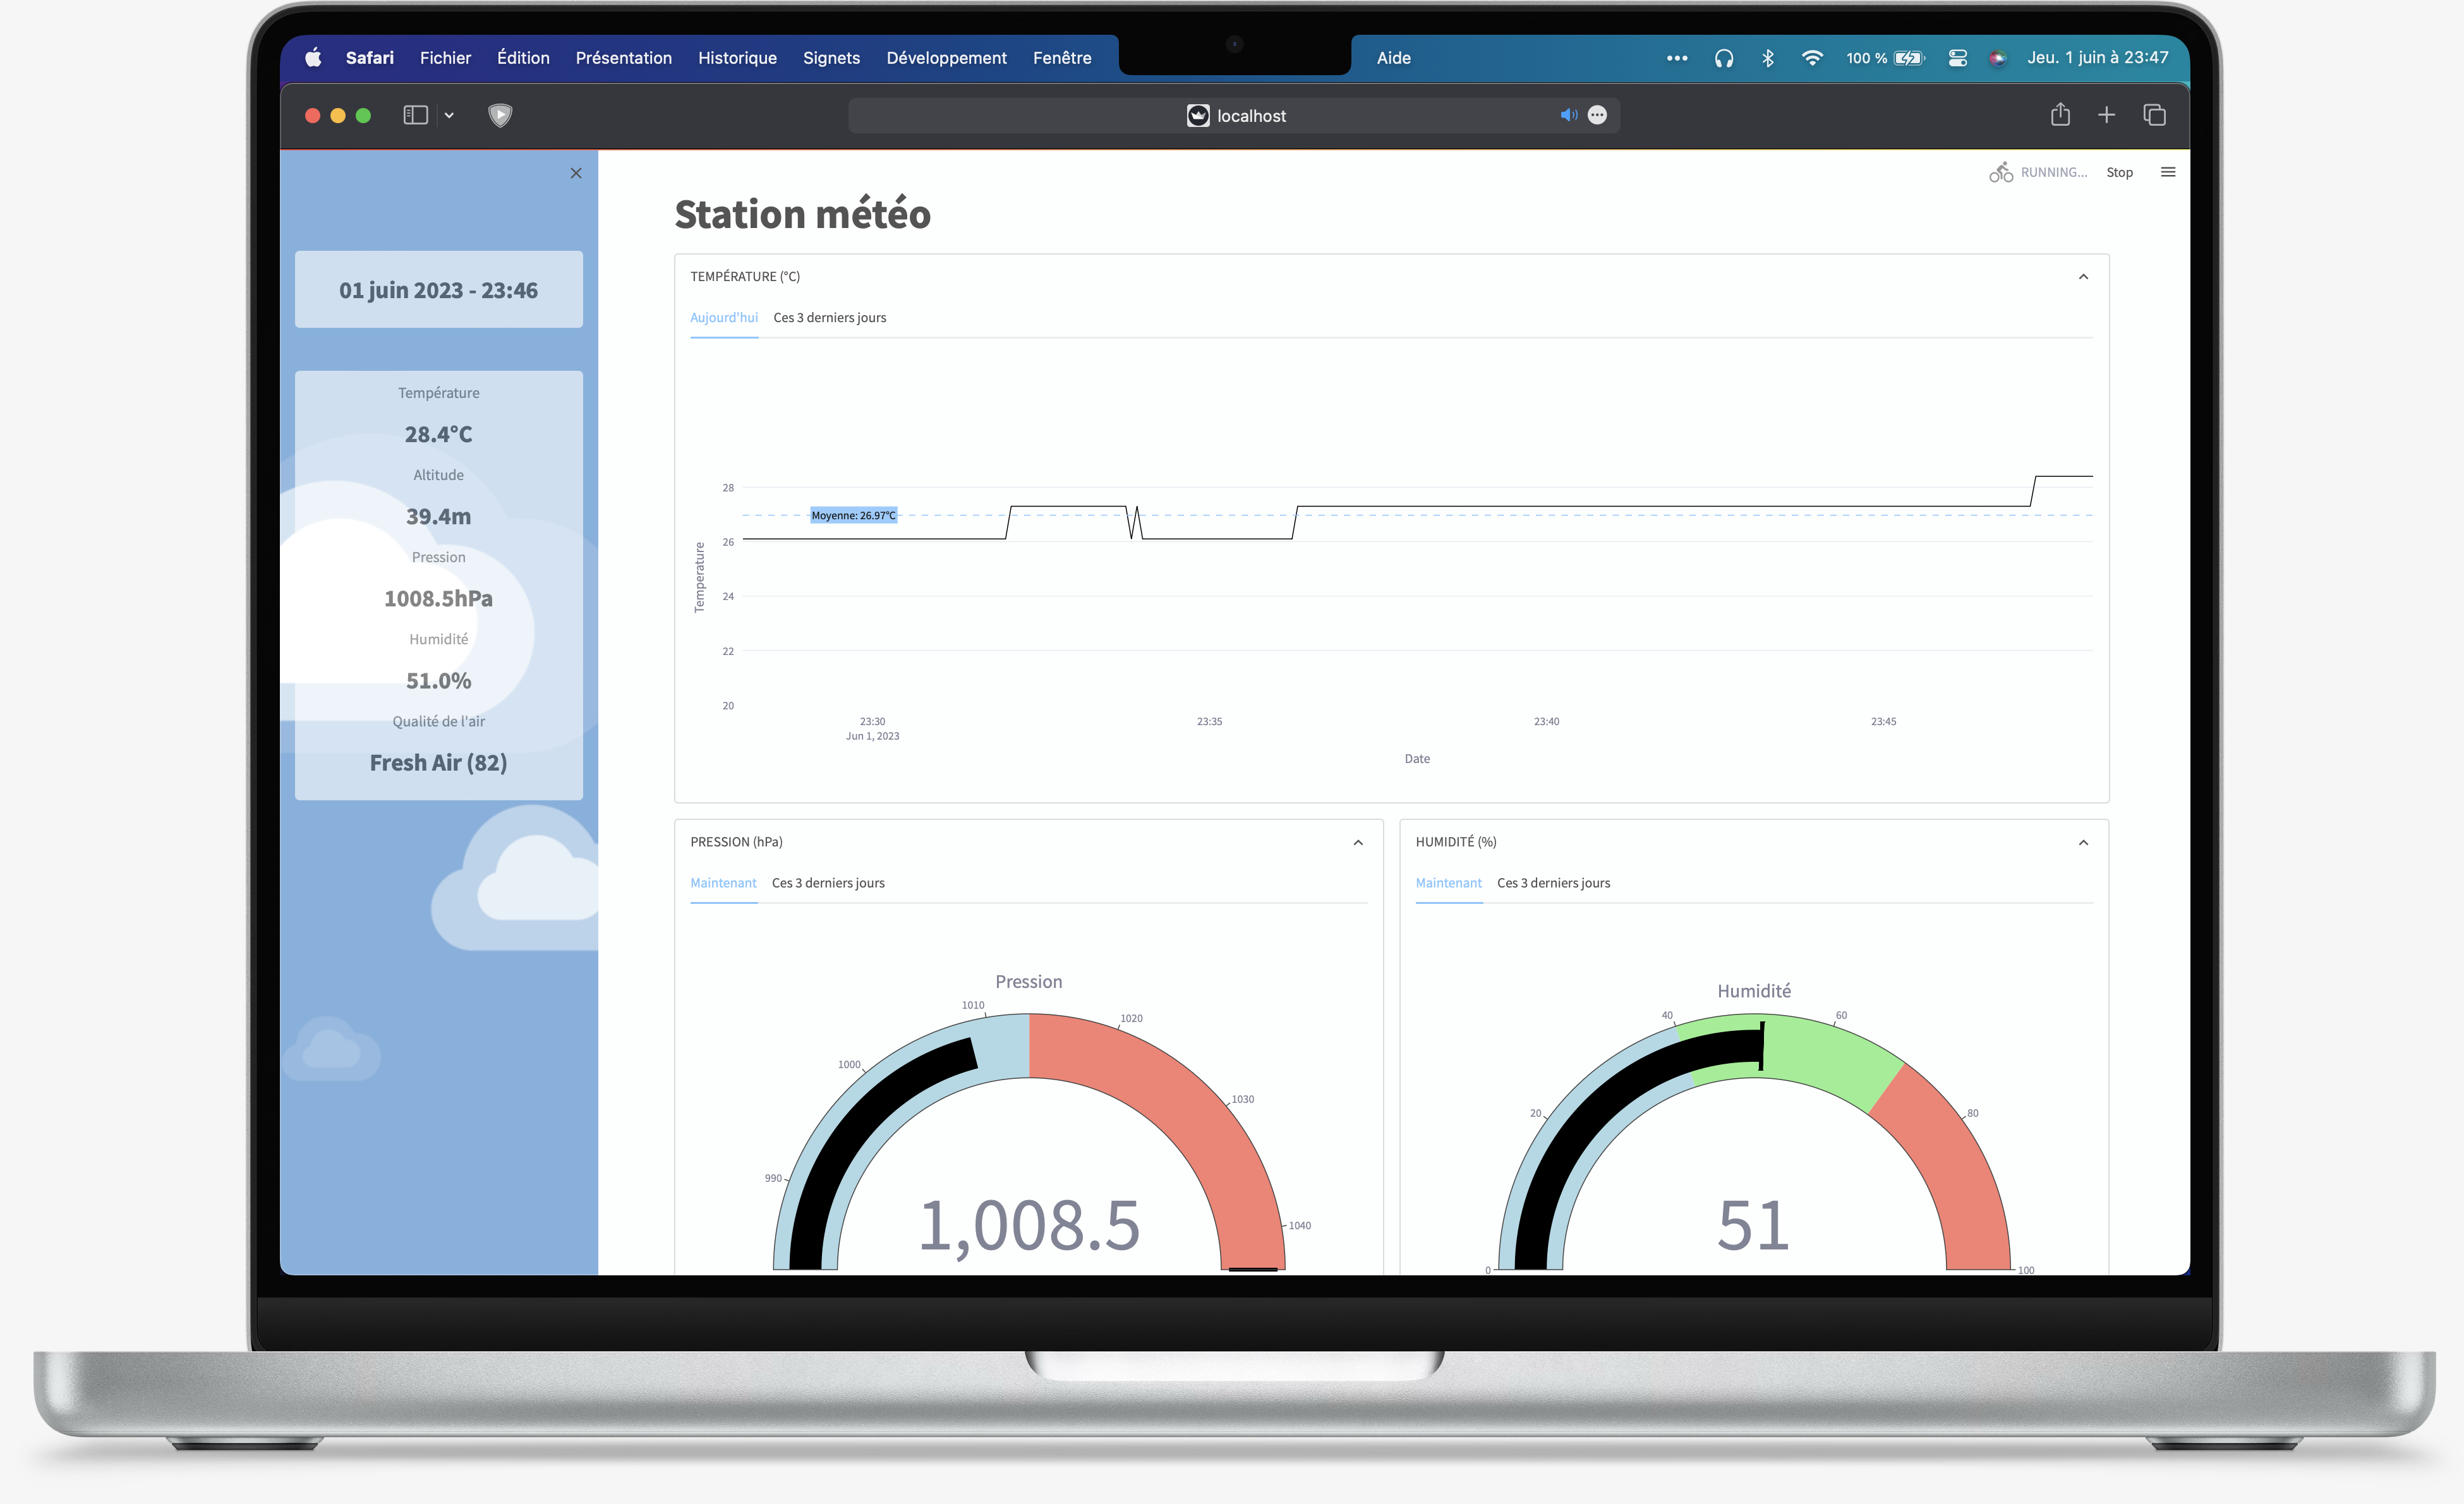 Safari Fichier Édition Présentation Historique Signets Développement Fenêtre Aide 100 % Jeu. 1 juin à 23:47
localhost
RUNNING... Stop
01 juin 2023 - 23:46
Température
28.4°C
Altitude
39.4m
Pression
1008.5hPa
Humidité
51.0%
Qualité de l'air
Fresh Air (82)
Station météo
TEMPÉRATURE (°C)
Aujourd'hui Ces 3 derniers jours
28
Moyenne: 26.97°C
26
24
22
20
Temperature
23:30 23:35 23:40 23:45
Jun 1, 2023
Date
PRESSION (hPa)
Maintenant Ces 3 derniers jours
Pression
990
1000
1010
1020
1030
1040
1,008.5
HUMIDITÉ (%)
Maintenant Ces 3 derniers jours
Humidité
0
20
40
60
80
100
51